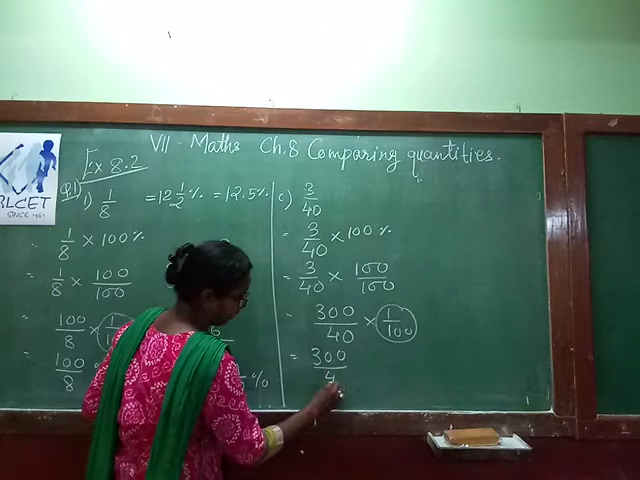 VII - Maths Ch.8 Comparing quantities.
Ex 8.2
BLCET
SINCE 1961
Q1) i) 1/8 = 12 1/2 % = 12.5%
= 1/8 × 100%
= 1/8 × 100/100
= 100/8 ×
= 100/8
%
c) 3/40
= 3/40 × 100%
= 3/40 × 100/100
= 300/40 × 1/100
= 300/4